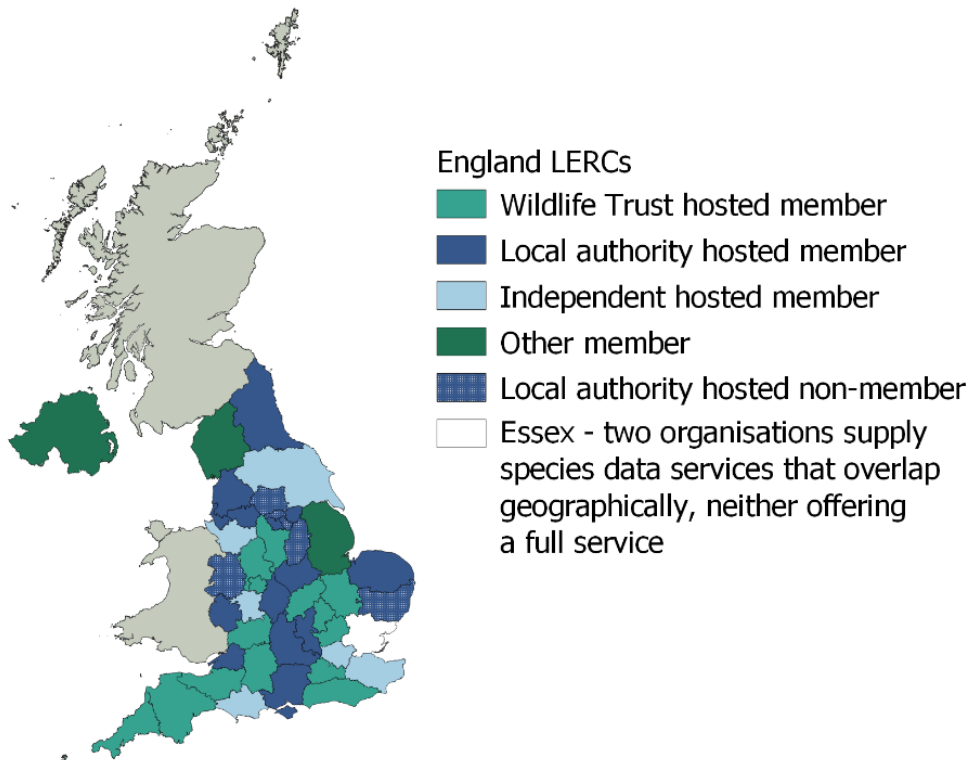 England LERCs
Wildlife Trust hosted member
Local authority hosted member
Independent hosted member
Other member
Local authority hosted non-member
Essex - two organisations supply
species data services that overlap
geographically, neither offering
a full service